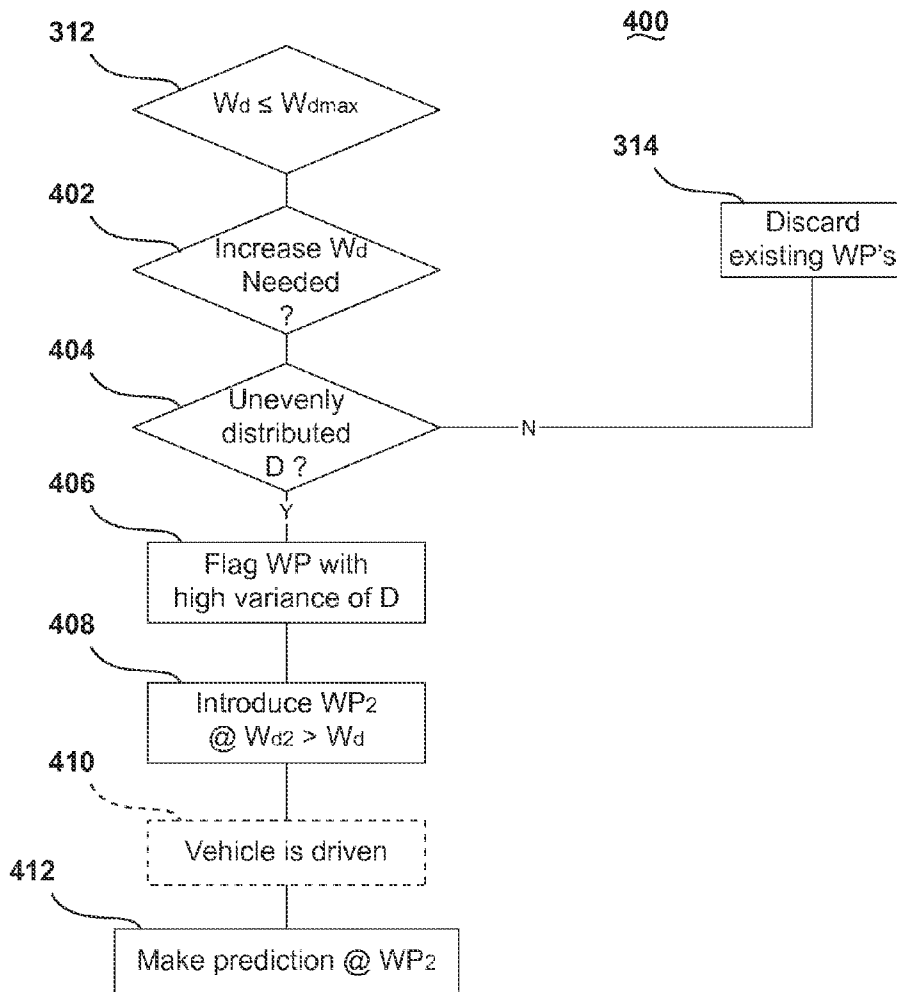 400
312
Wd ≤ Wdmax
314
Discard
existing WP's
402
Increase Wd
Needed
?
404
Unevenly
distributed
D ?
N
Y
406
Flag WP with
high variance of D
408
Introduce WP2
@ Wd2 > Wd
410
Vehicle is driven
412
Make prediction @ WP2